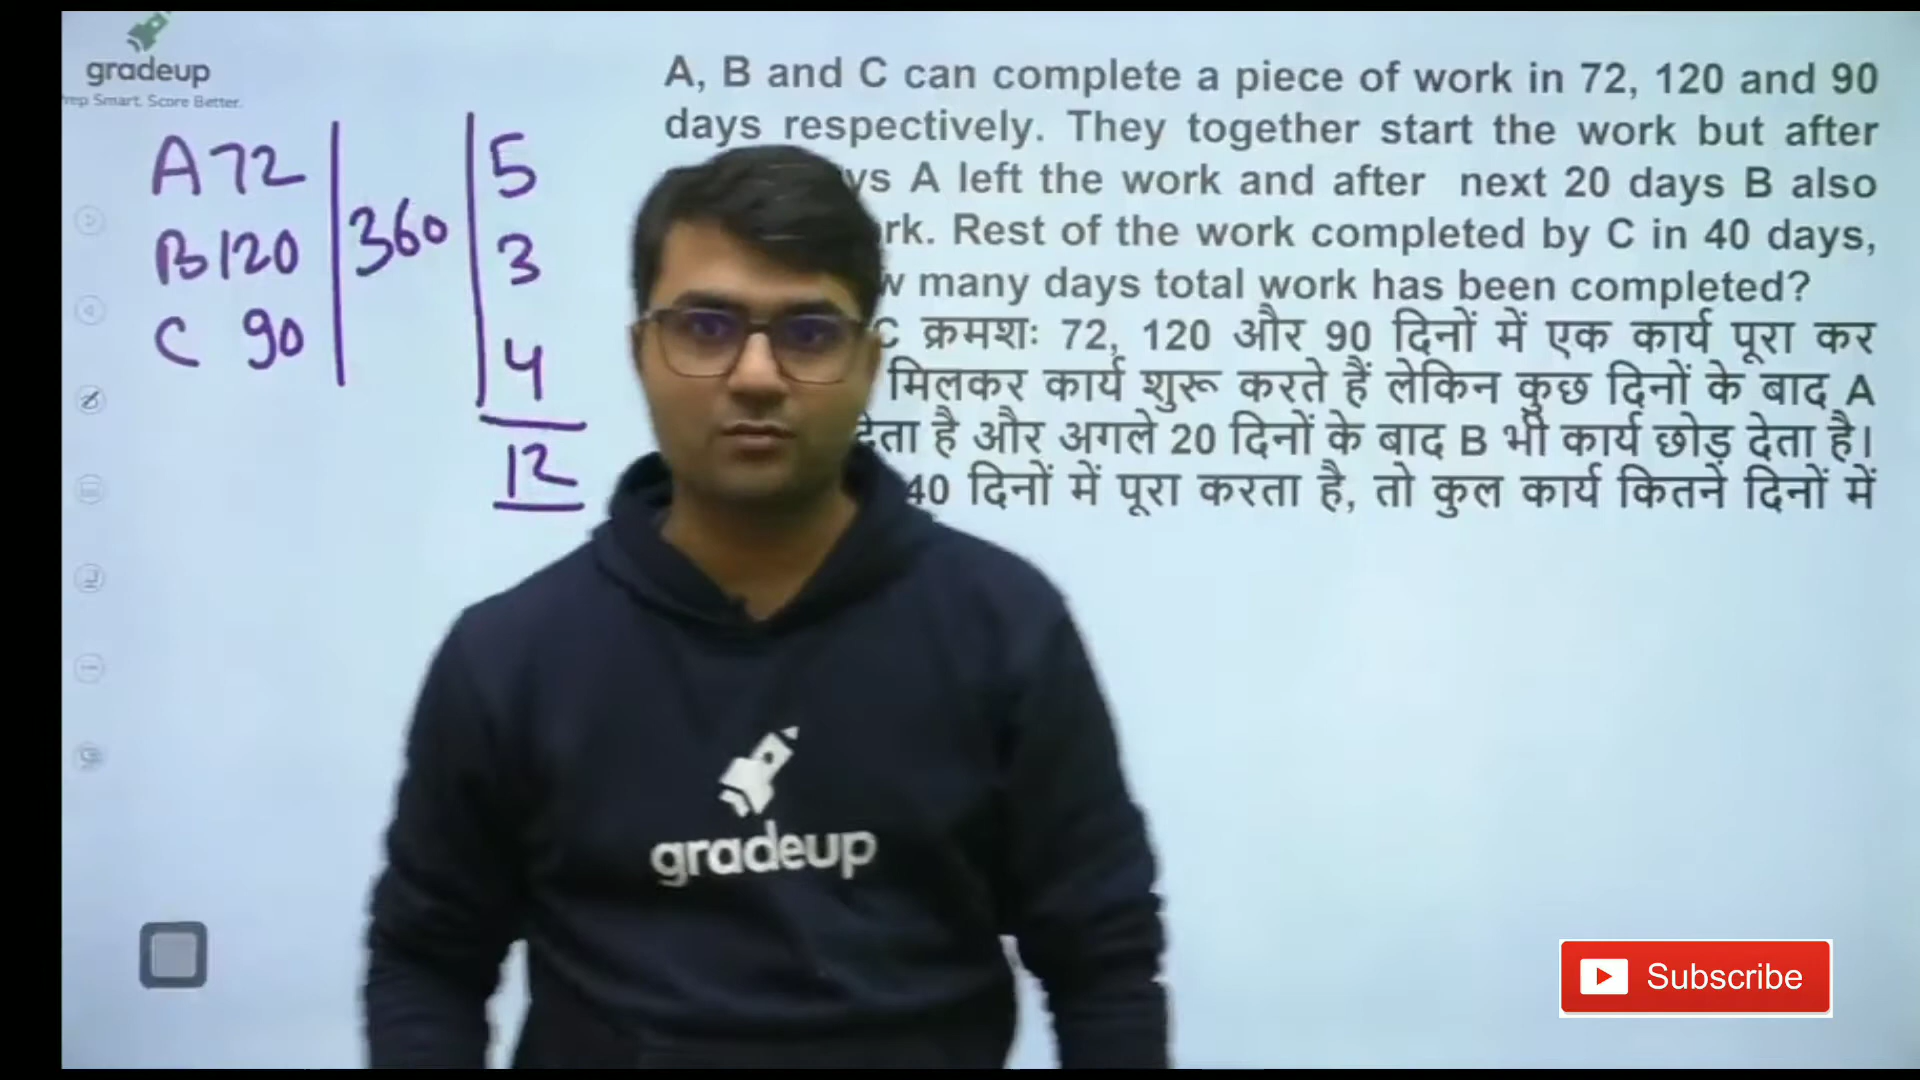 gradeup
Prep Smart. Score Better.
A, B and C can complete a piece of work in 72, 120 and 90
days respectively. They together start the work but after
A left the work and after next 20 days B also
Rest of the work completed by C in 40 days,
many days total work has been completed?
C क्रमशः 72, 120 और 90 दिनों में एक कार्य पूरा कर
मिलकर कार्य शुरू करते हैं लेकिन कुछ दिनों के बाद A
देता है और अगले 20 दिनों के बाद B भी कार्य छोड़ देता है।
40 दिनों में पूरा करता है, तो कुल कार्य कितने दिनों में
A 72
B 120
C 90
360
5
3
4
12
gradeup
Subscribe